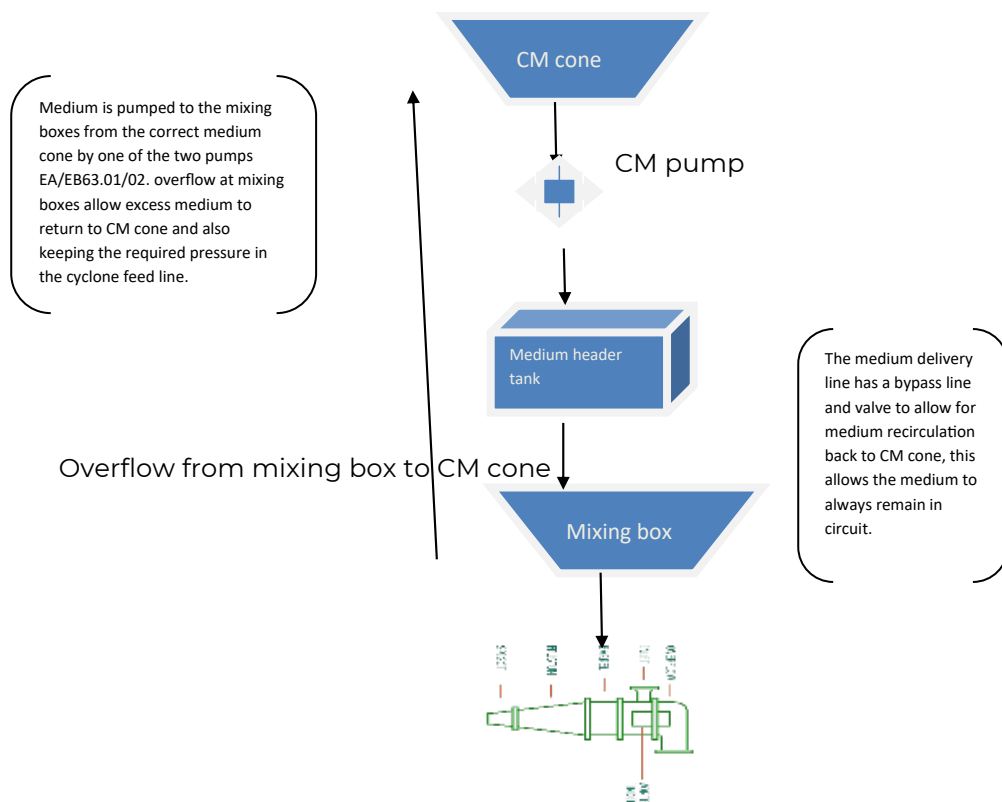 CM cone
Medium is pumped to the mixing
boxes from the correct medium
cone by one of the two pumps
EA/EB63.01/02. overflow at mixing
boxes allow excess medium to
return to CM cone and also
keeping the required pressure in
the cyclone feed line.
CM pump
Medium header
tank
The medium delivery
line has a bypass line
and valve to allow for
medium recirculation
back to CM cone, this
allows the medium to
always remain in
circuit.
Overflow from mixing box to CM cone
Mixing box